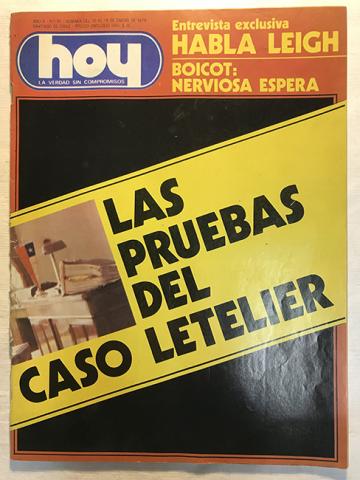 hoy
LA VERDAD SIN COMPROMISOS
Entrevista exclusiva
HABLA LEIGH
BOICOT:
NERVIOSA ESPERA
LAS
PRUEBAS
DEL
CASO LETELIER